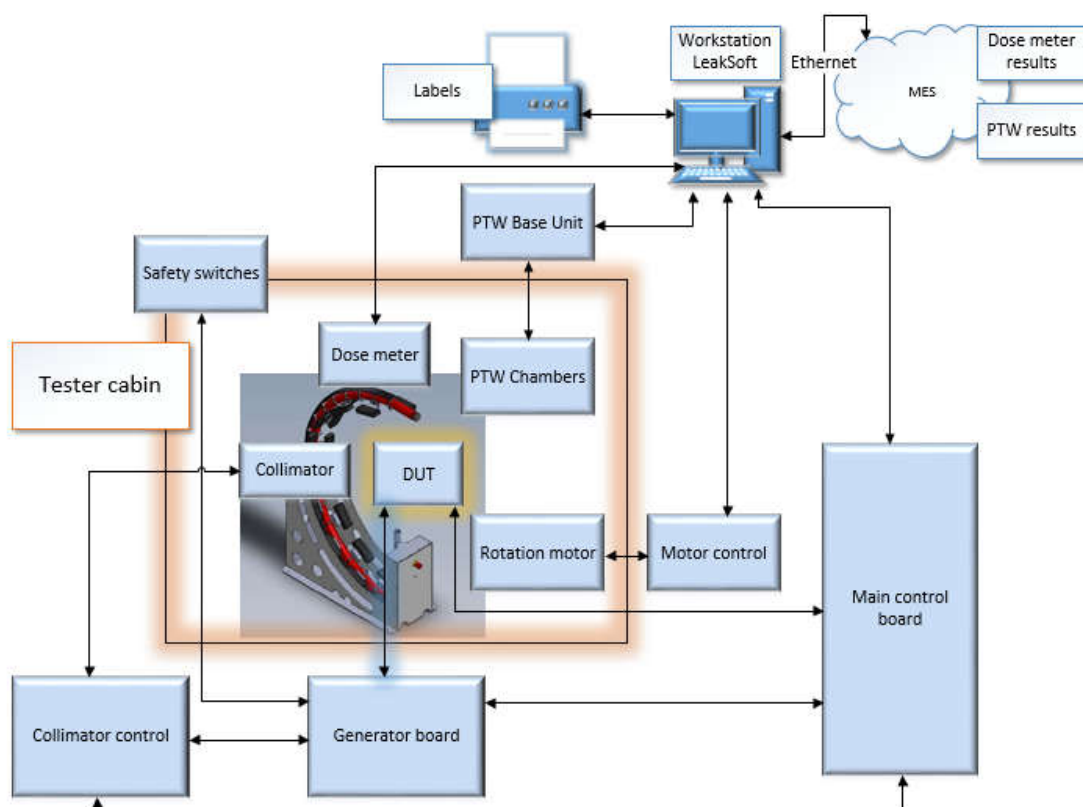 Workstation
LeakSoft
Dose meter
results
Ethernet
Labels
MES
PTW results
PTW Base Unit
Safety switches
Dose meter
PTW Chambers
Tester cabin
Collimator
DUT
Rotation motor
Motor control
Main control
board
Collimator control
Generator board